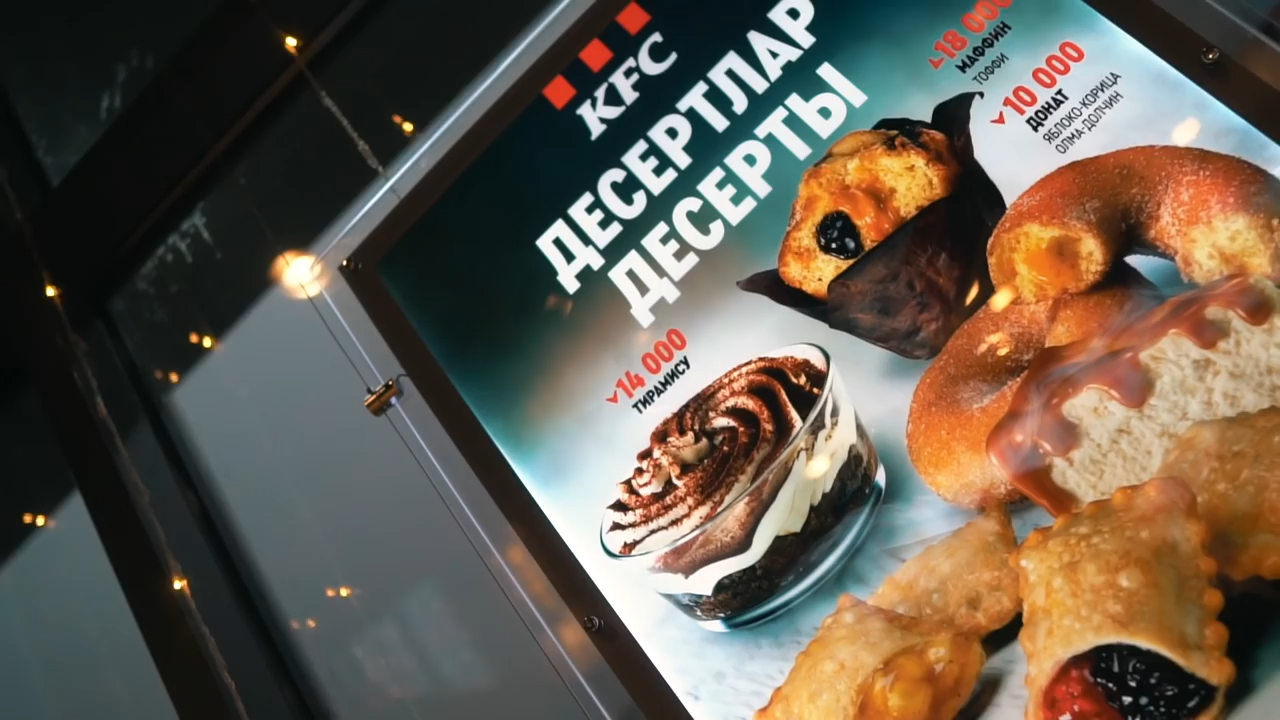 KFC
ДЕСЕРТЛАР
ДЕСЕРТЫ
18 000
МАФФИН
ТОФФИ
10 000
ДОНАТ
ЯБЛОКО-КОРИЦА
ОЛМА-ДОЛЧИН
14 000
ТИРАМИСУ